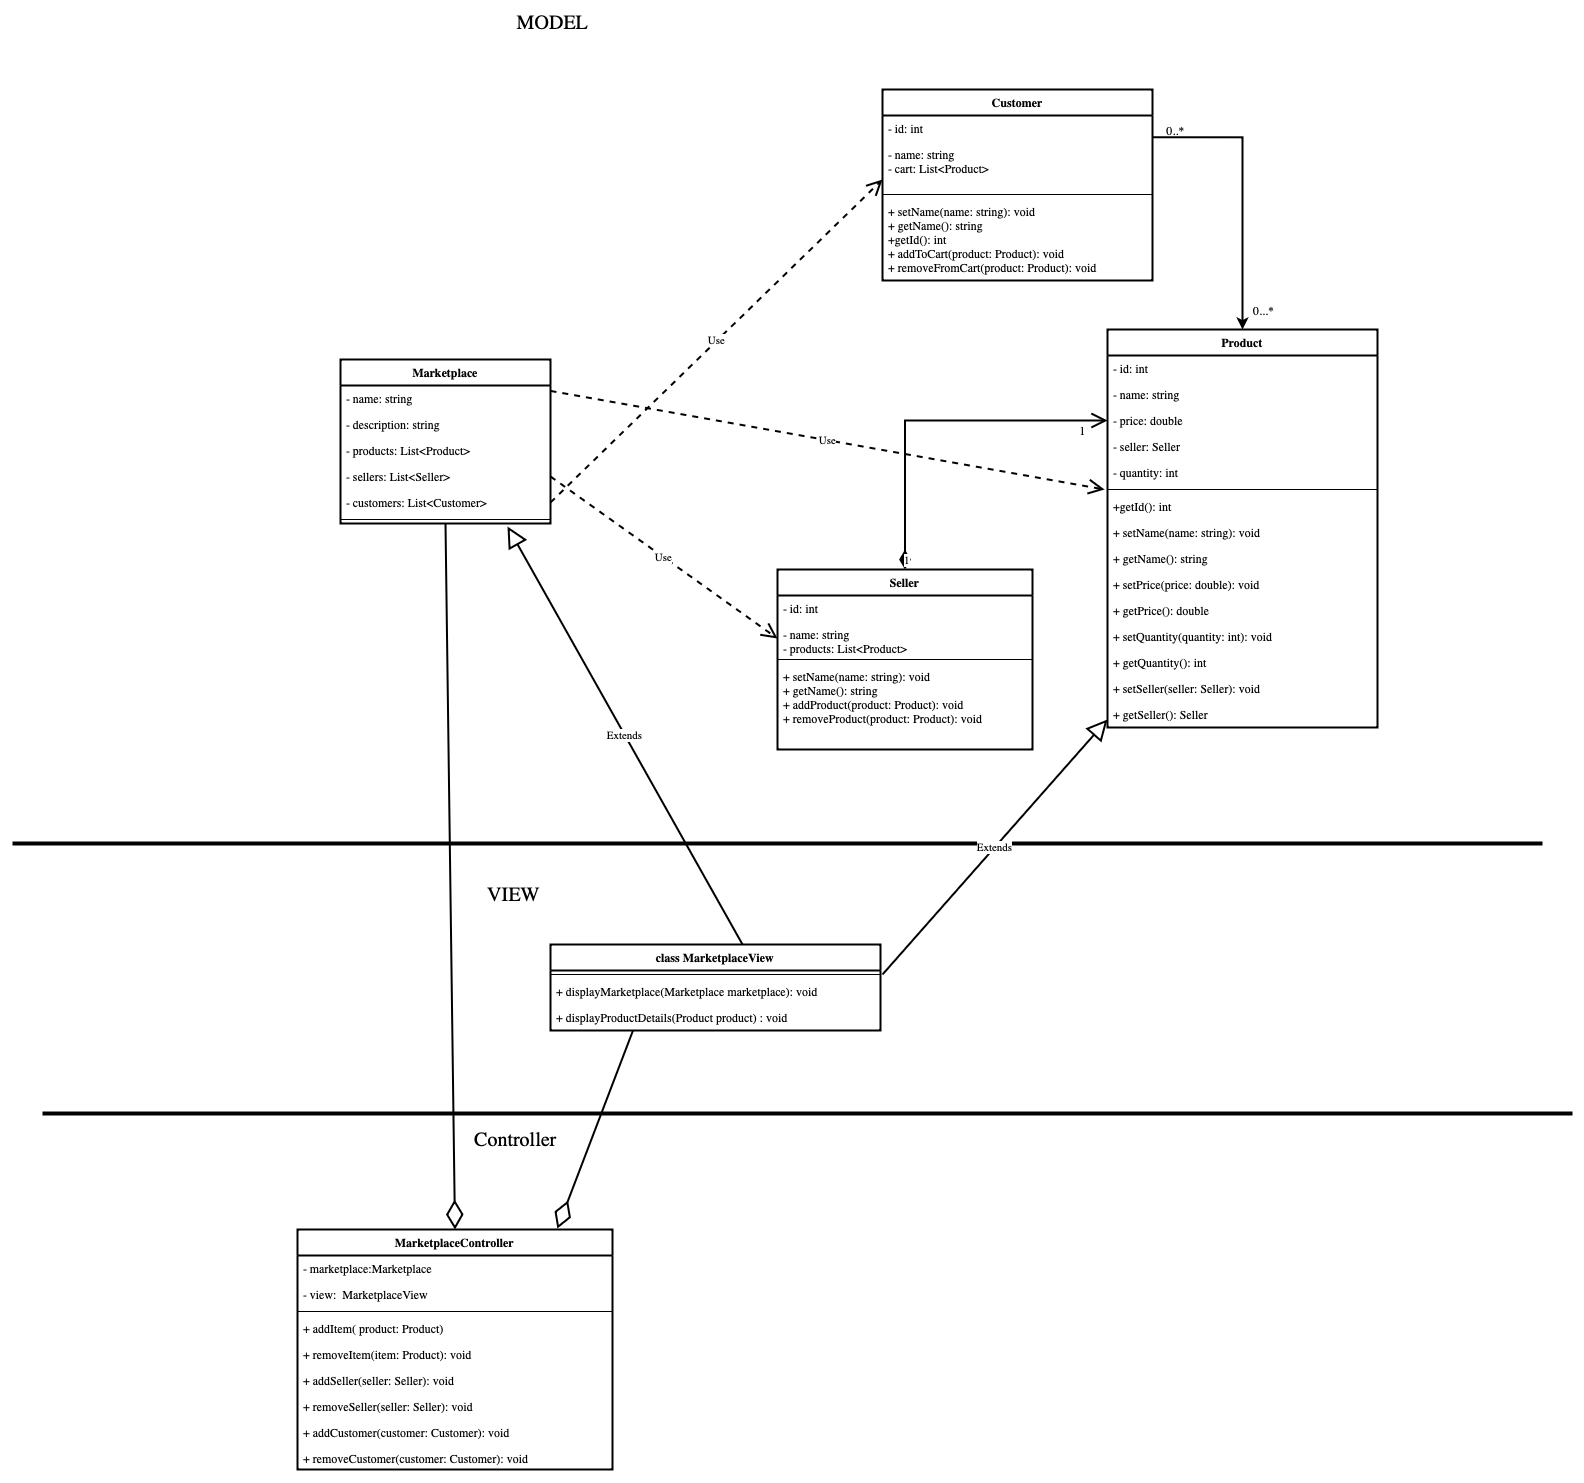 MODEL
Customer
- id: int
- name: string
- cart: List<Product>
+ setName(name: string): void
+ getName(): string
+getId(): int
+ addToCart(product: Product): void
+ removeFromCart(product: Product): void
0..*
0...*
Use
Marketplace
- name: string
- description: string
- products: List<Product>
- sellers: List<Seller>
- customers: List<Customer>
Use
Use
Product
- id: int
- name: string
- price: double
- seller: Seller
- quantity: int
+getId(): int
+ setName(name: string): void
+ getName(): string
+ setPrice(price: double): void
+ getPrice(): double
+ setQuantity(quantity: int): void
+ getQuantity(): int
+ setSeller(seller: Seller): void
+ getSeller(): Seller
1
1
Seller
- id: int
- name: string
- products: List<Product>
+ setName(name: string): void
+ getName(): string
+ addProduct(product: Product): void
+ removeProduct(product: Product): void
Extends
Extends
VIEW
class MarketplaceView
+ displayMarketplace(Marketplace marketplace): void
+ displayProductDetails(Product product) : void
Controller
MarketplaceController
- marketplace:Marketplace
- view:  MarketplaceView
+ addItem( product: Product)
+ removeItem(item: Product): void
+ addSeller(seller: Seller): void
+ removeSeller(seller: Seller): void
+ addCustomer(customer: Customer): void
+ removeCustomer(customer: Customer): void